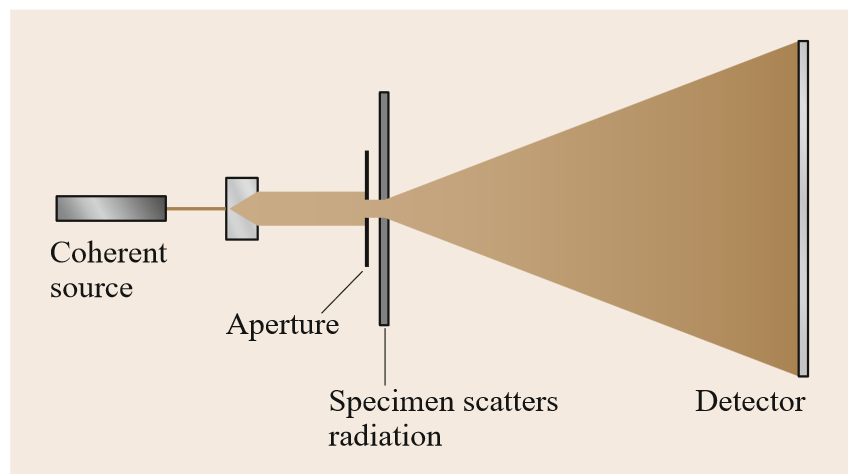 Coherent
source
Aperture
Specimen scatters
radiation
Detector